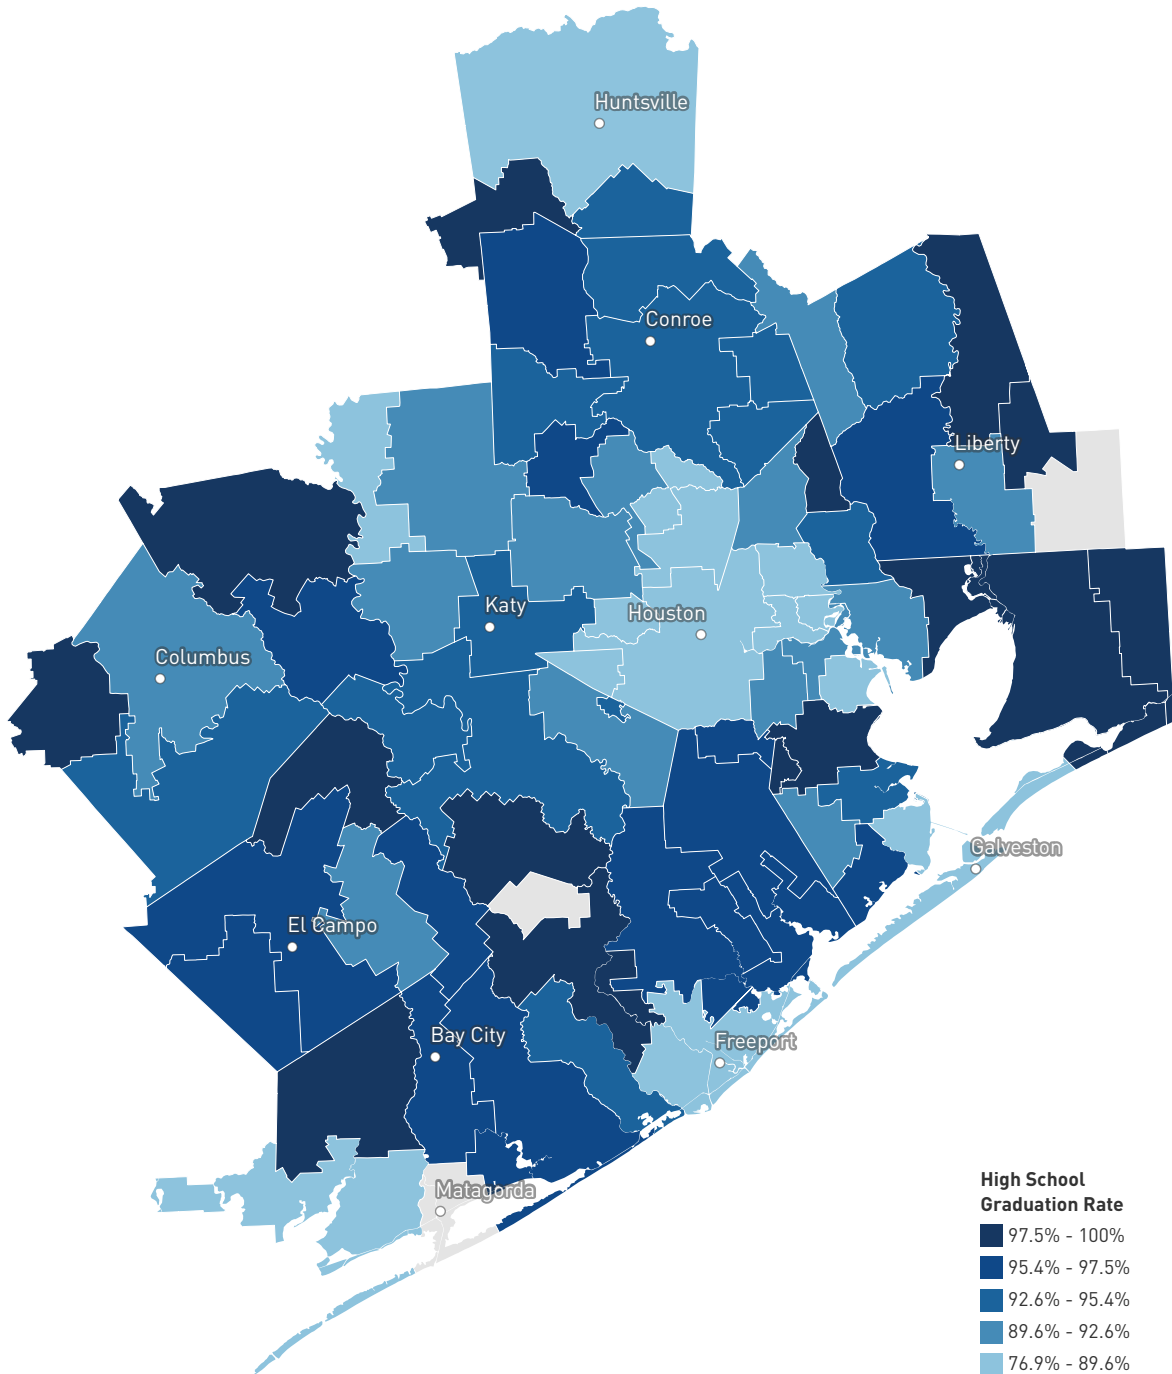 Huntsville
Conroe
Liberty
Katy
Houston
Columbus
Galveston
El Campo
Bay City
Freeport
Matagorda
High School
Graduation Rate
97.5% - 100%
95.4% - 97.5%
92.6% - 95.4%
89.6% - 92.6%
76.9% - 89.6%